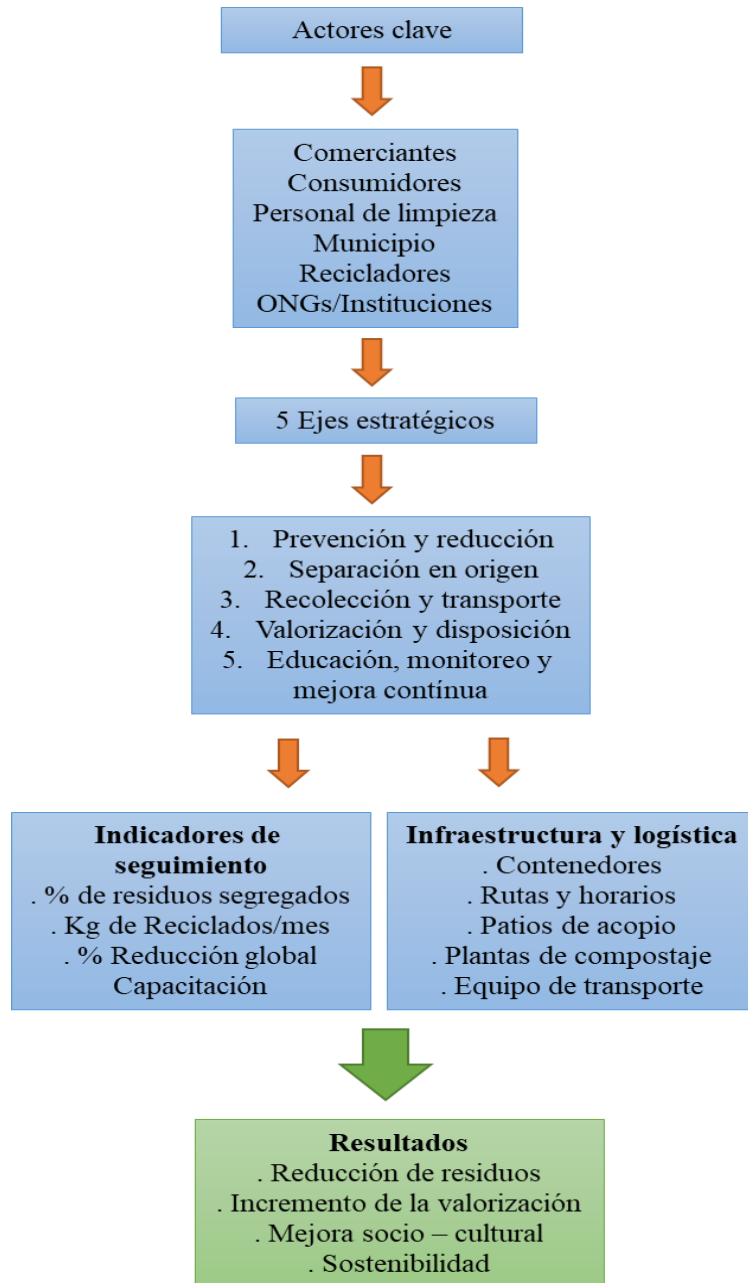 Actores clave
Comerciantes
Consumidores
Personal de limpieza
Municipio
Recicladores
ONGs/Instituciones
5 Ejes estratégicos
1. Prevención y reducción
2. Separación en origen
3. Recolección y transporte
4. Valorización y disposición
5. Educación, monitoreo y
mejora contínua
Indicadores de
seguimiento
. % de residuos segregados
. Kg de Reciclados/mes
. % Reducción global
Capacitación
Infraestructura y logística
. Contenedores
. Rutas y horarios
. Patios de acopio
. Plantas de compostaje
. Equipo de transporte
Resultados
. Reducción de residuos
. Incremento de la valorización
. Mejora socio – cultural
. Sostenibilidad